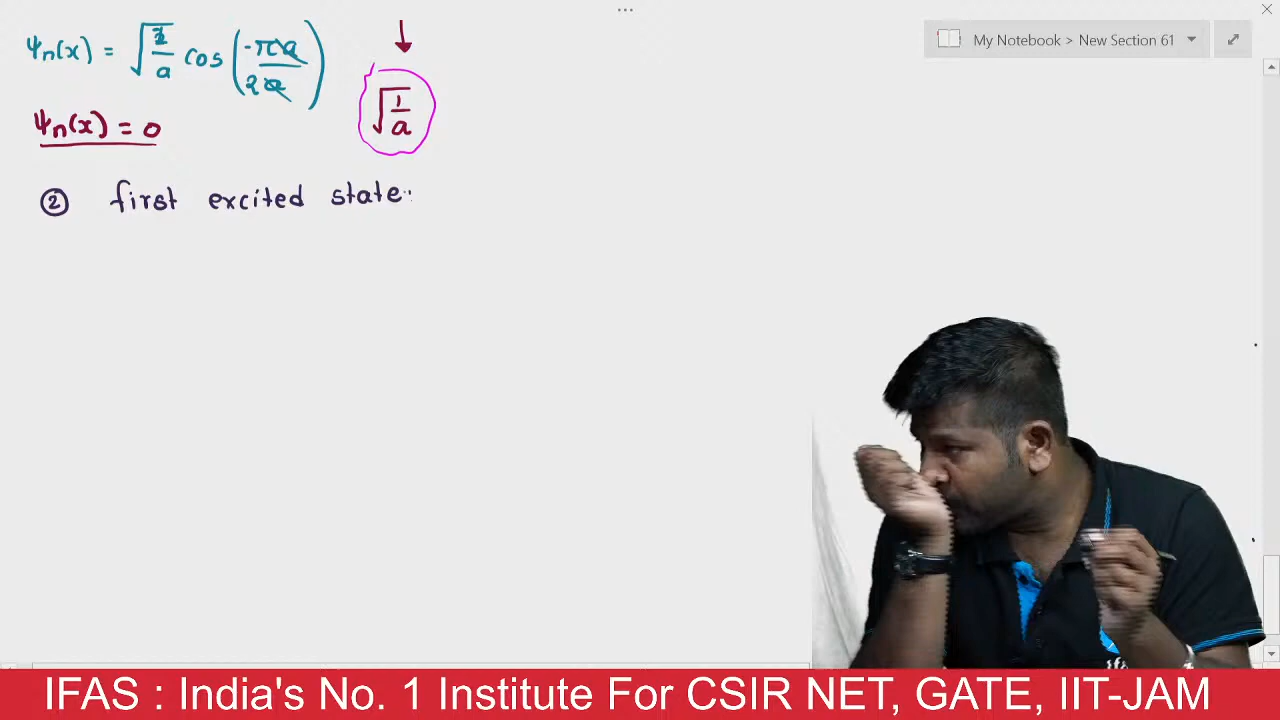 My Notebook > New Section 61
ψn(x) = √(1/a) cos (-πa/2a)
↓
√(1/a)
ψn(x) = 0
② first excited state:
IFAS : India's No. 1 Institute For CSIR NET, GATE, IIT-JAM